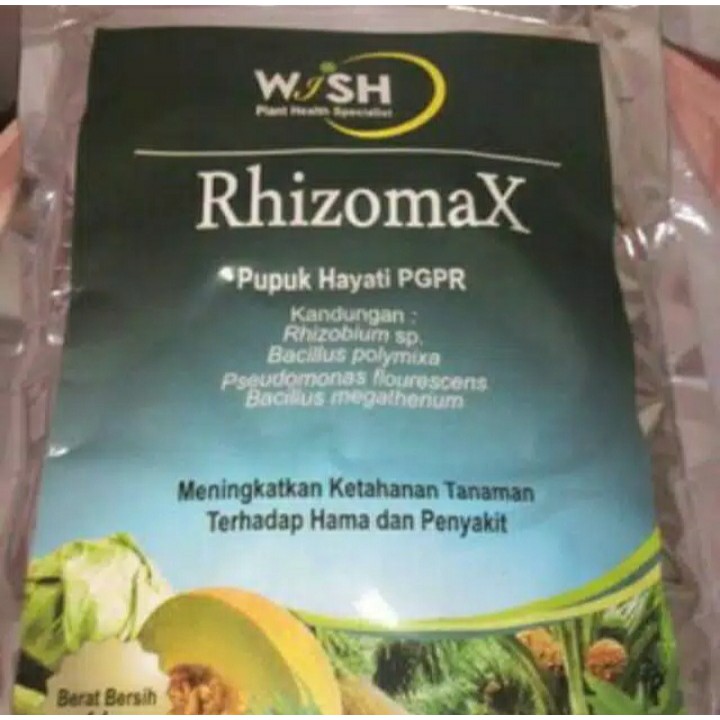 WiSH
Plant Health Specialist
RhizomaX
Pupuk Hayati PGPR
Kandungan :
Rhizobium sp.
Bacillus polymixa
Pseudomonas flourescens
Bacillus megatherium
Meningkatkan Ketahanan Tanaman
Terhadap Hama dan Penyakit
Berat Bersih